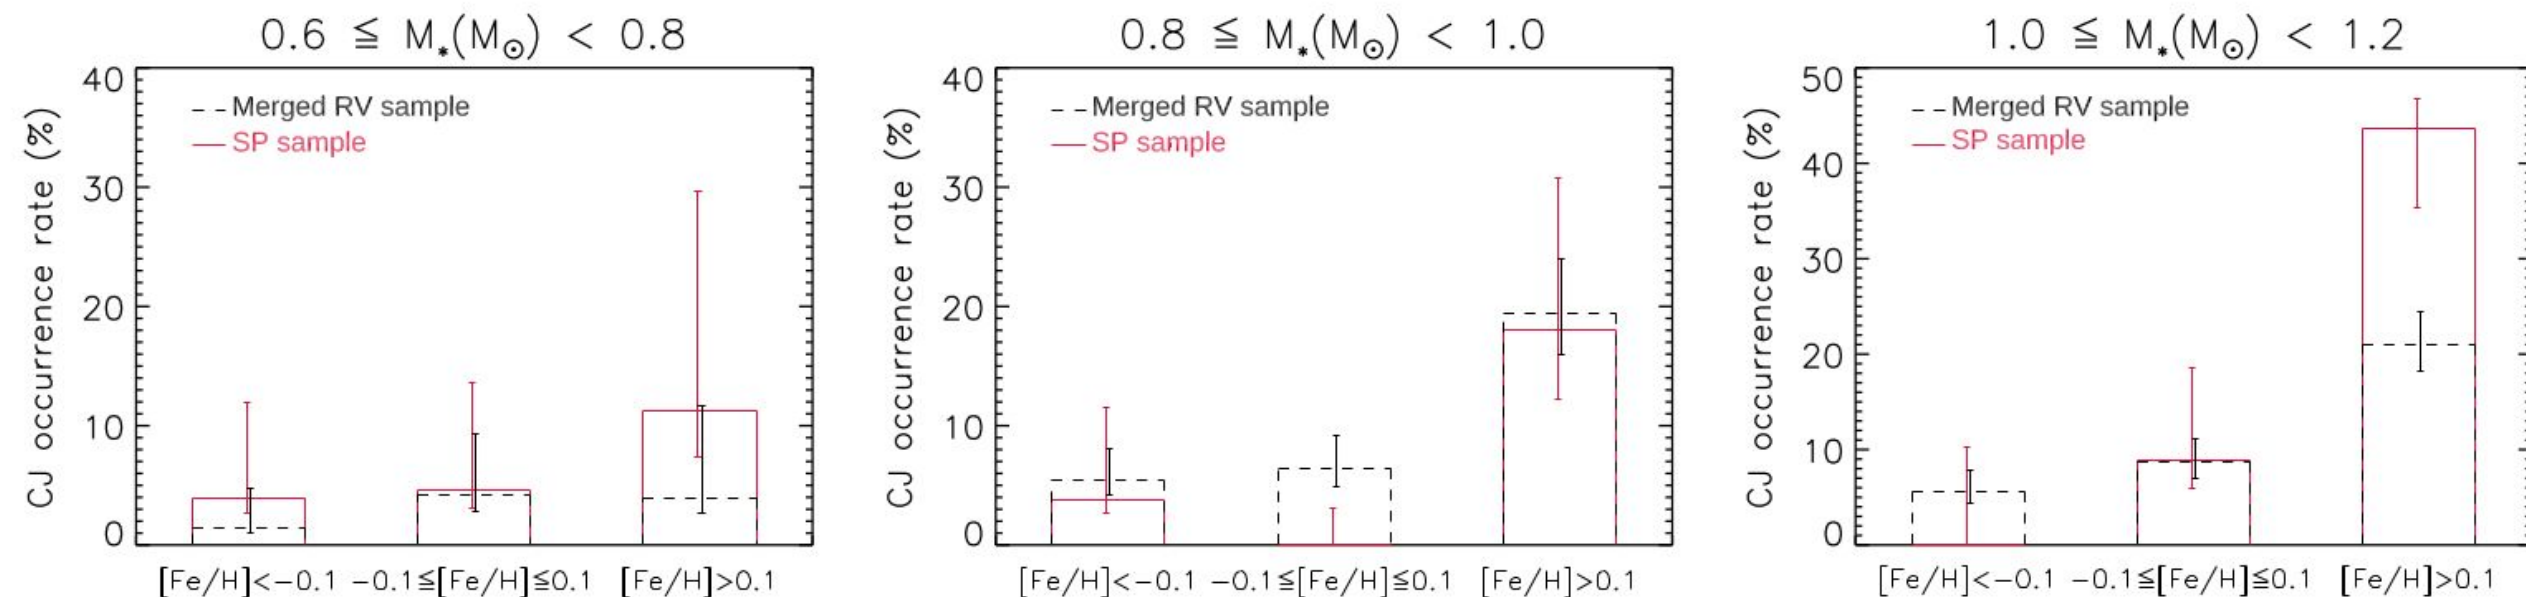 0.6 ≦ M*(M⊙) < 0.8
40
30
20
10
0
CJ occurrence rate (%)
Merged RV sample
SP sample
[Fe/H]<−0.1 −0.1≦[Fe/H]≦0.1 [Fe/H]>0.1
0.8 ≦ M*(M⊙) < 1.0
40
30
20
10
0
CJ occurrence rate (%)
Merged RV sample
SP sample
[Fe/H]<−0.1 −0.1≦[Fe/H]≦0.1 [Fe/H]>0.1
1.0 ≦ M*(M⊙) < 1.2
50
40
30
20
10
0
CJ occurrence rate (%)
Merged RV sample
SP sample
[Fe/H]<−0.1 −0.1≦[Fe/H]≦0.1 [Fe/H]>0.1